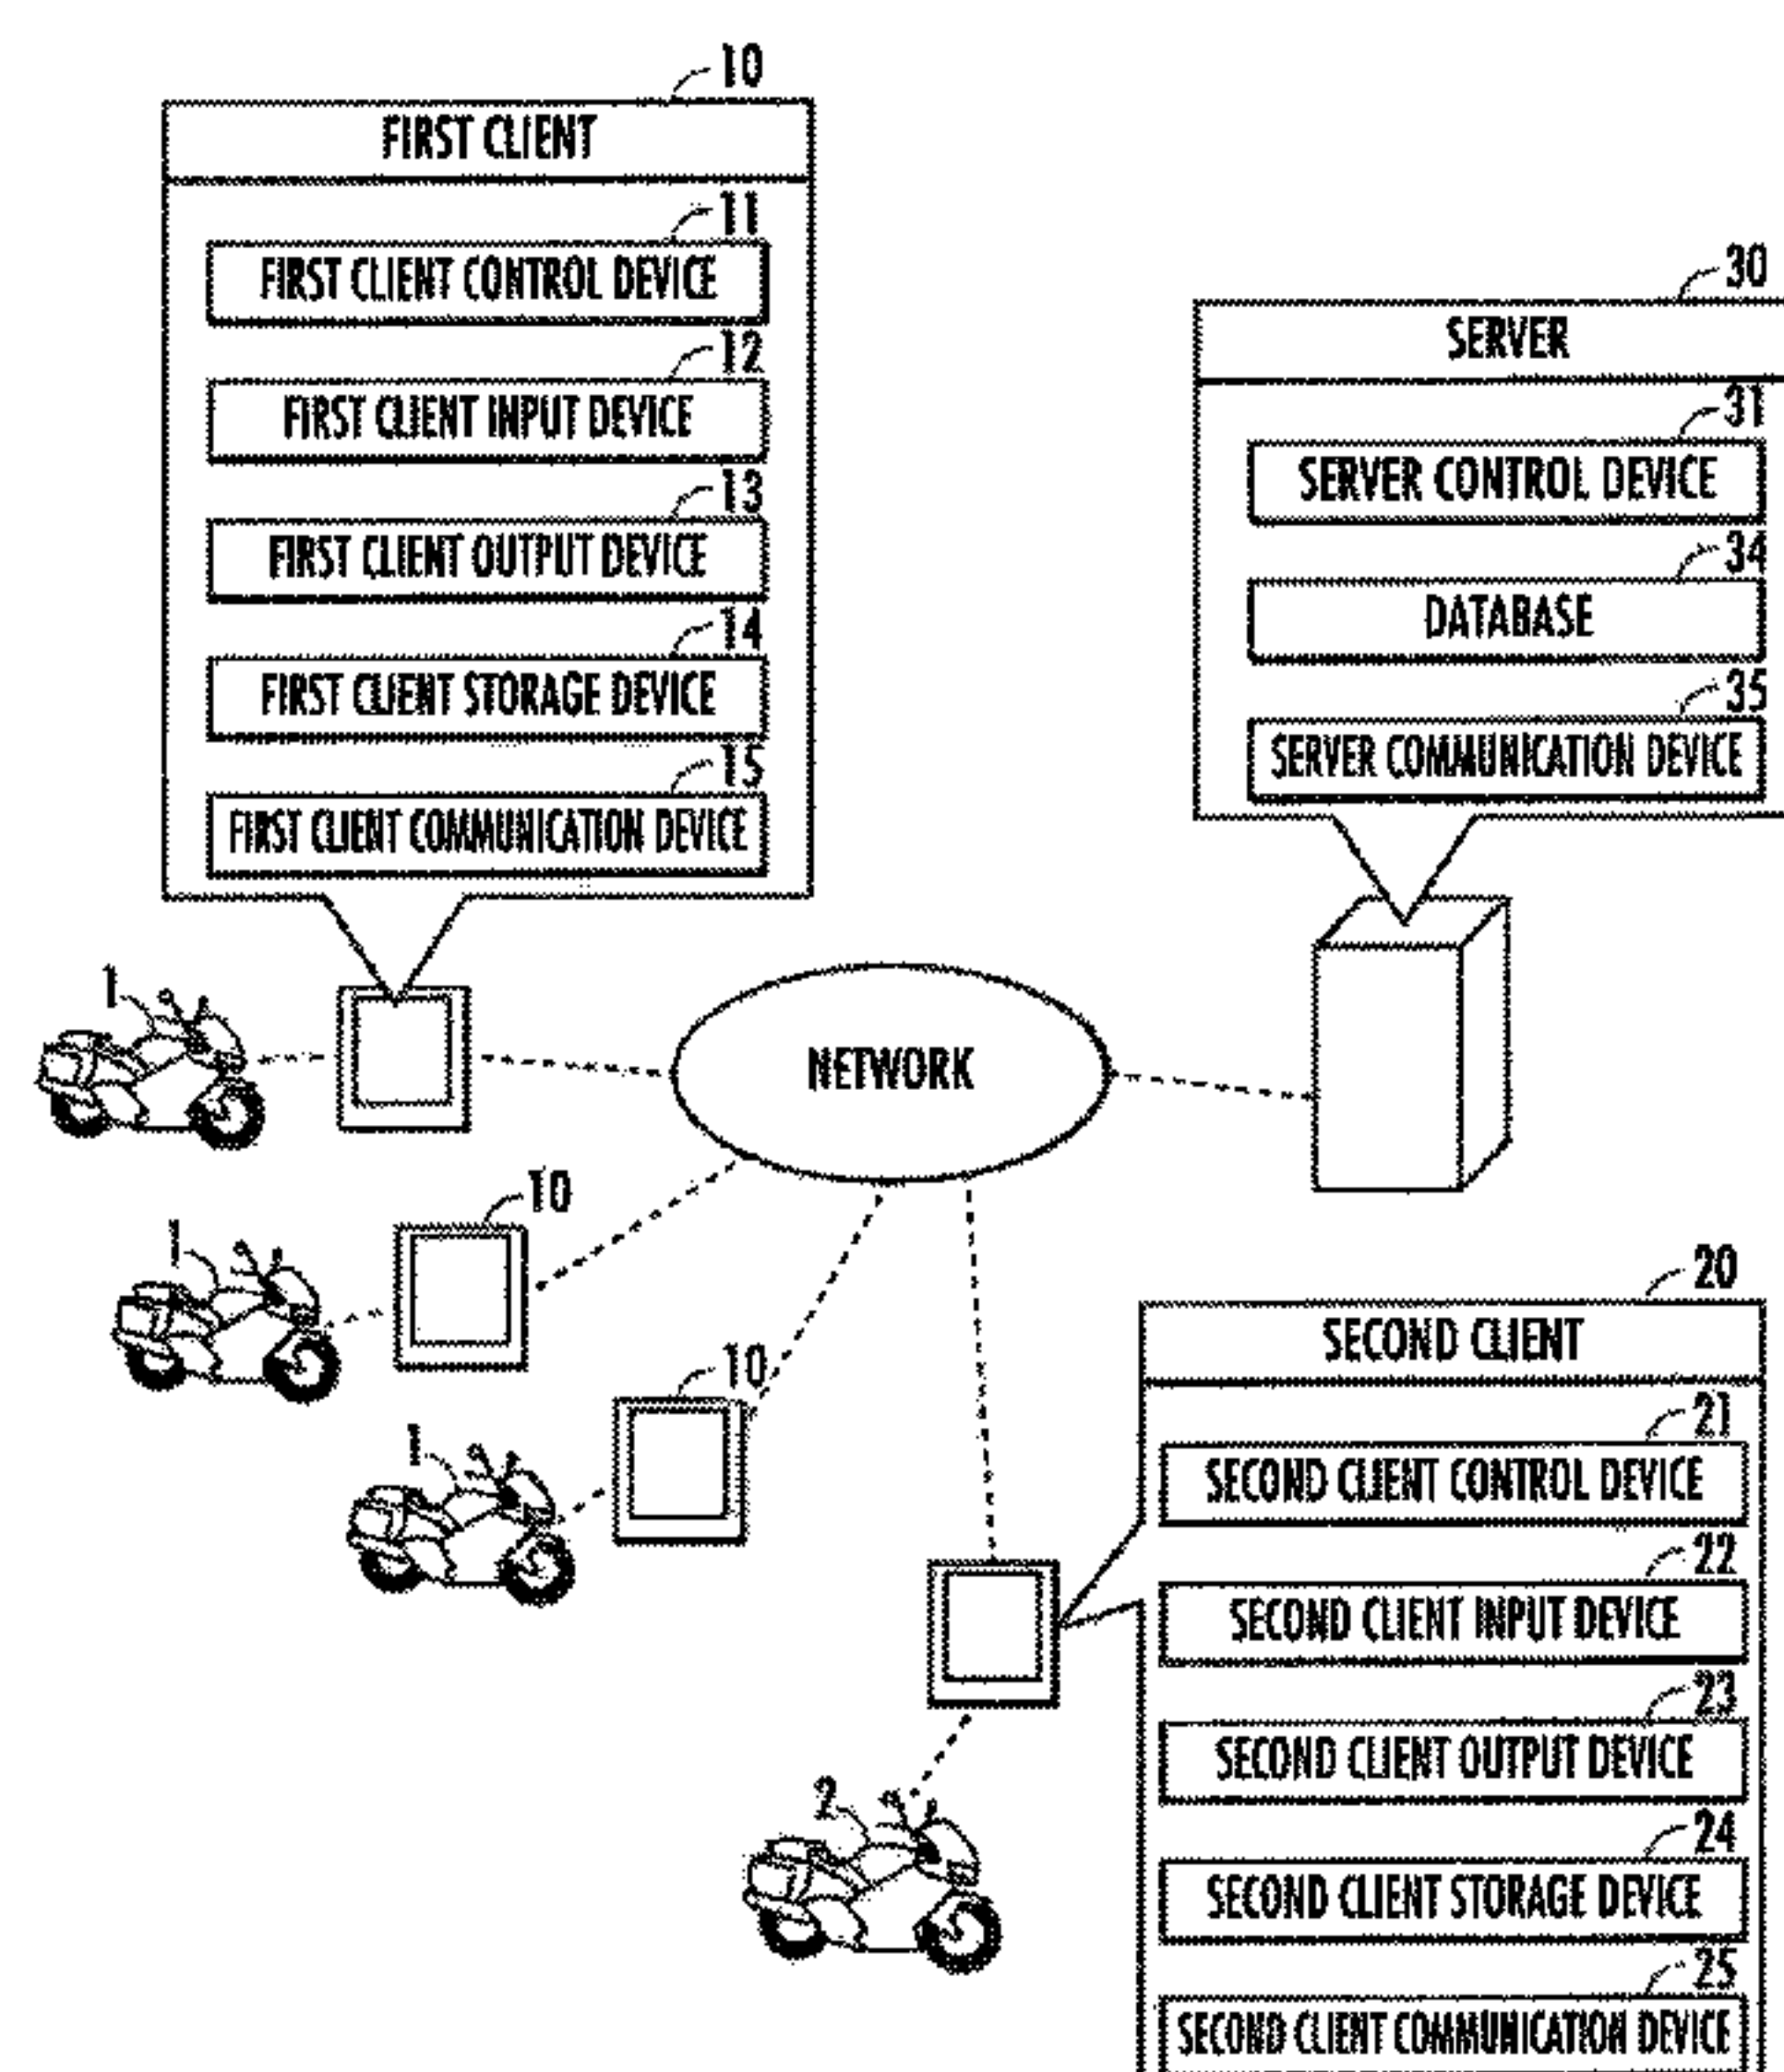 10
FIRST CLIENT
11
FIRST CLIENT CONTROL DEVICE
12
FIRST CLIENT INPUT DEVICE
13
FIRST CLIENT OUTPUT DEVICE
14
FIRST CLIENT STORAGE DEVICE
15
FIRST CLIENT COMMUNICATION DEVICE
30
SERVER
31
SERVER CONTROL DEVICE
34
DATABASE
35
SERVER COMMUNICATION DEVICE
1
NETWORK
1
10
1
10
2
20
SECOND CLIENT
21
SECOND CLIENT CONTROL DEVICE
22
SECOND CLIENT INPUT DEVICE
23
SECOND CLIENT OUTPUT DEVICE
24
SECOND CLIENT STORAGE DEVICE
25
SECOND CLIENT COMMUNICATION DEVICE